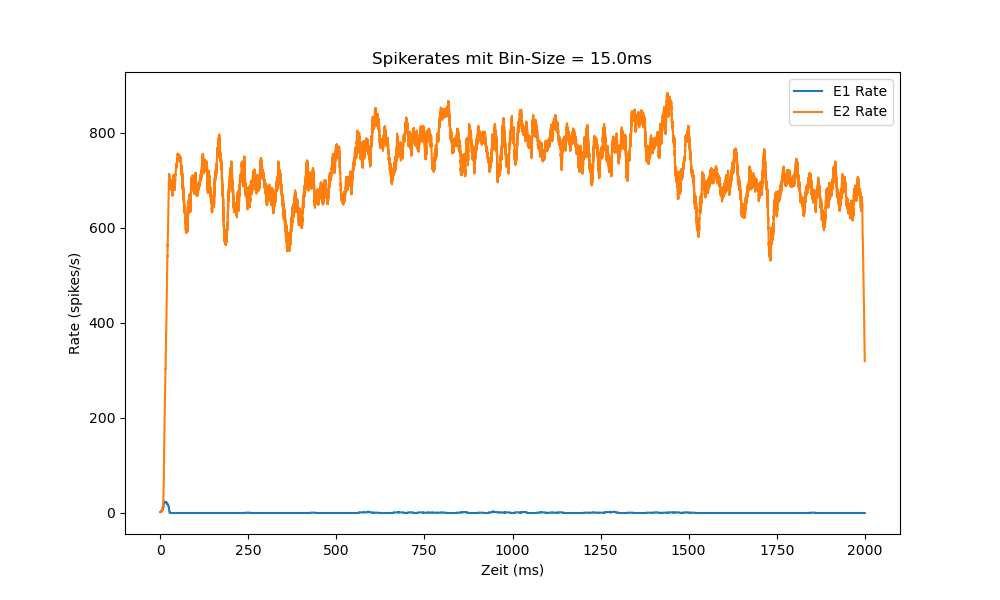 Spikerates mit Bin-Size = 15.0ms
E1 Rate
E2 Rate
Rate (spikes/s)
800
600
400
200
0
0 250 500 750 1000 1250 1500 1750 2000
Zeit (ms)